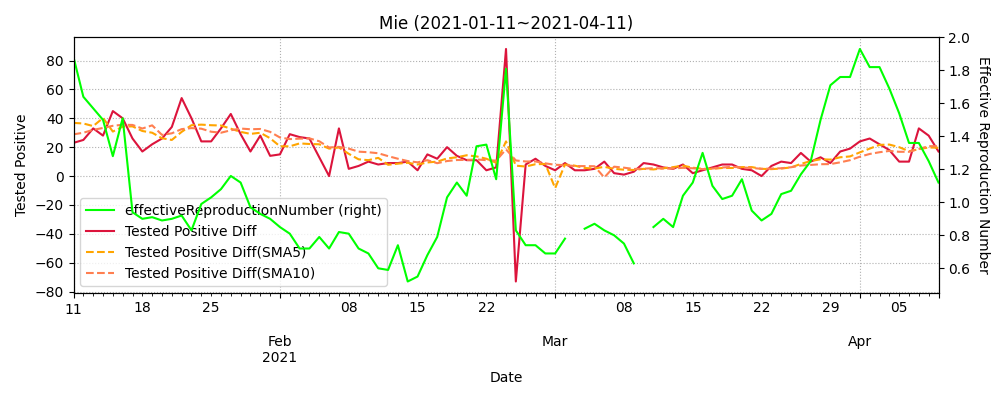 Mie (2021-01-11~2021-04-11)
Tested Positive
80
60
40
20
0
−20
−40
−60
−80
2.0
1.8
1.6
1.4
1.2
1.0
0.8
0.6
Effective Reproduction Number
effectiveReproductionNumber (right)
Tested Positive Diff
Tested Positive Diff(SMA5)
Tested Positive Diff(SMA10)
11 18 25 08 15 22 08 15 22 29 05
Feb Mar Apr
2021
Date